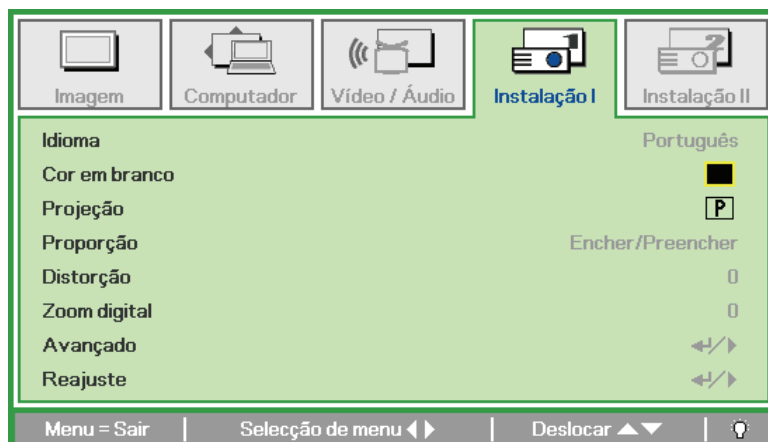 Imagem
Computador
Vídeo / Áudio
Instalação I
Instalação II
Idioma Português
Cor em branco
Projeção P
Proporção Encher/Preencher
Distorção 0
Zoom digital 0
Avançado
Reajuste
Menu = Sair Selecção de menu Deslocar